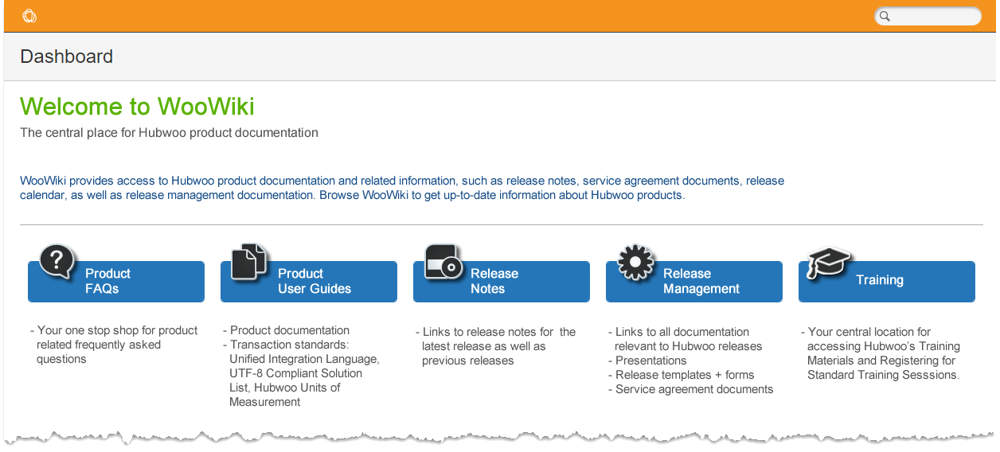 Dashboard
Welcome to WooWiki
The central place for Hubwoo product documentation
WooWiki provides access to Hubwoo product documentation and related information, such as release notes, service agreement documents, release
calendar, as well as release management documentation. Browse WooWiki to get up-to-date information about Hubwoo products.
Product
FAQs
- Your one stop shop for product
related frequently asked
questions
Product
User Guides
- Product documentation
- Transaction standards:
Unified Integration Language,
UTF-8 Compliant Solution
List, Hubwoo Units of
Measurement
Release
Notes
- Links to release notes for the
latest release as well as
previous releases
Release
Management
- Links to all documentation
relevant to Hubwoo releases
- Presentations
- Release templates + forms
- Service agreement documents
Training
- Your central location for
accessing Hubwoo's Training
Materials and Registering for
Standard Training Sesssions.